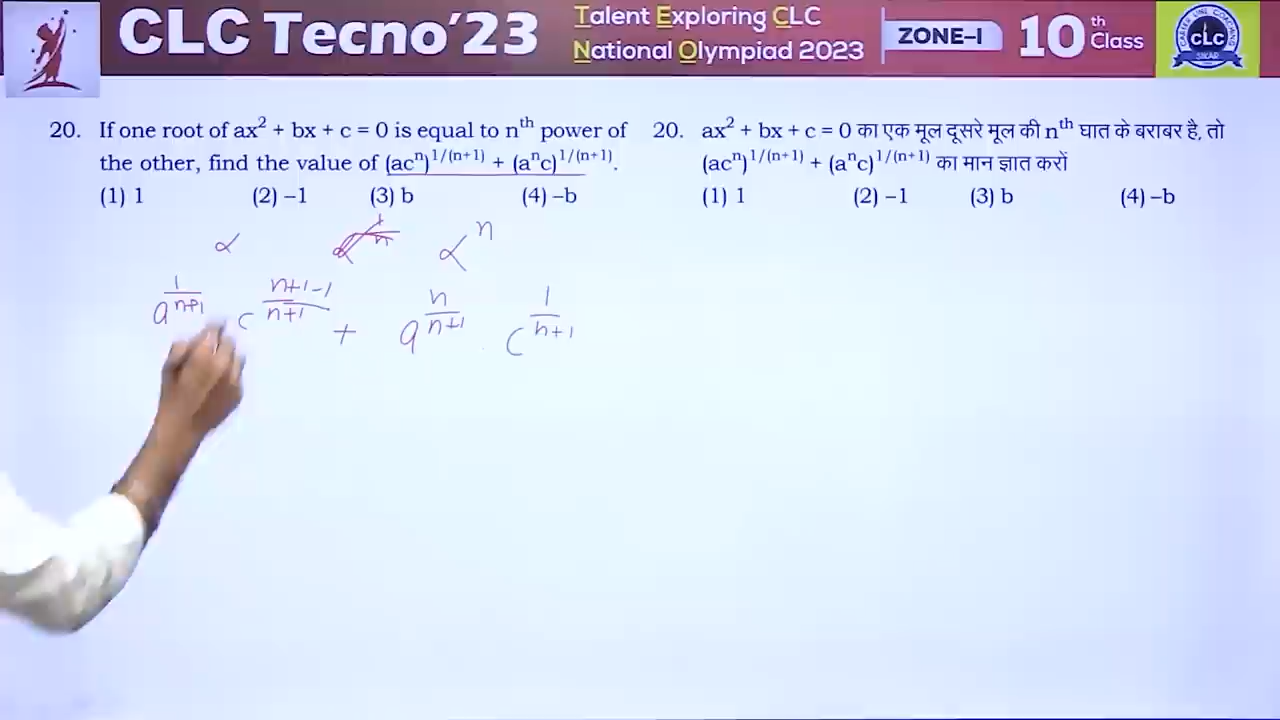 CLC Tecno'23
Talent Exploring CLC
National Olympiad 2023
ZONE–I
10th Class
CLC
SIKAR
20. If one root of ax² + bx + c = 0 is equal to nᵗʰ power of
the other, find the value of (acⁿ)^1/(n+1) + (aⁿc)^1/(n+1).
(1) 1 (2) –1 (3) b (4) –b
20. ax² + bx + c = 0 का एक मूल दूसरे मूल की nᵗʰ घात के बराबर है, तो
(acⁿ)^1/(n+1) + (aⁿc)^1/(n+1) का मान ज्ञात करों
(1) 1 (2) –1 (3) b (4) –b
α αⁿ
a^1/(n+1) c^(n+1-1)/(n+1) + a^n/(n+1) . c^1/(n+1)